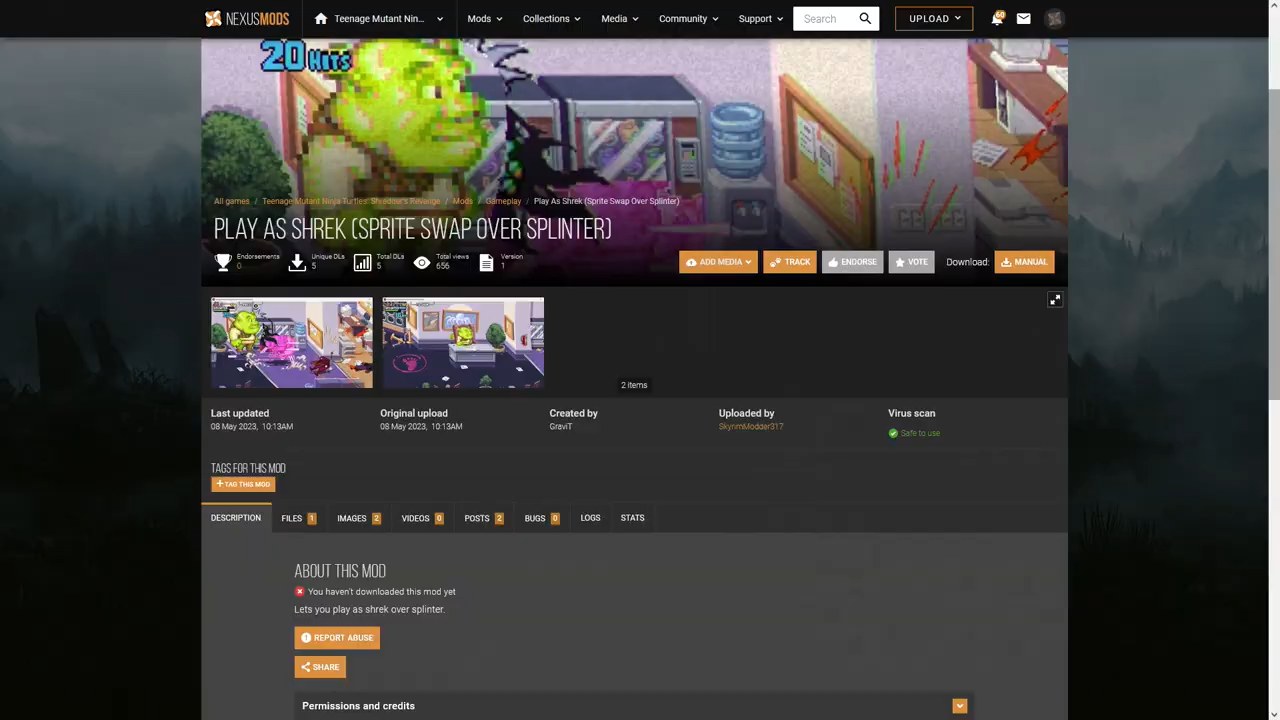 NEXUSMODS
Teenage Mutant Nin...
Mods
Collections
Media
Community
Support
Search
UPLOAD
60
20 HITS
All games / Teenage Mutant Ninja Turtles: Shredder's Revenge / Mods / Gameplay / Play As Shrek (Sprite Swap Over Splinter)
PLAY AS SHREK (SPRITE SWAP OVER SPLINTER)
Endorsements
0
Unique DLs
5
Total DLs
5
Total views
656
Version
1
ADD MEDIA
TRACK
ENDORSE
VOTE
Download:
MANUAL
2 items
Last updated
08 May 2023, 10:13AM
Original upload
08 May 2023, 10:13AM
Created by
GraviT
Uploaded by
SkyrimModder317
Virus scan
Safe to use
TAGS FOR THIS MOD
+ TAG THIS MOD
DESCRIPTION
FILES 1
IMAGES 2
VIDEOS 0
POSTS 2
BUGS 0
LOGS
STATS
ABOUT THIS MOD
You haven't downloaded this mod yet
Lets you play as shrek over splinter.
REPORT ABUSE
SHARE
Permissions and credits